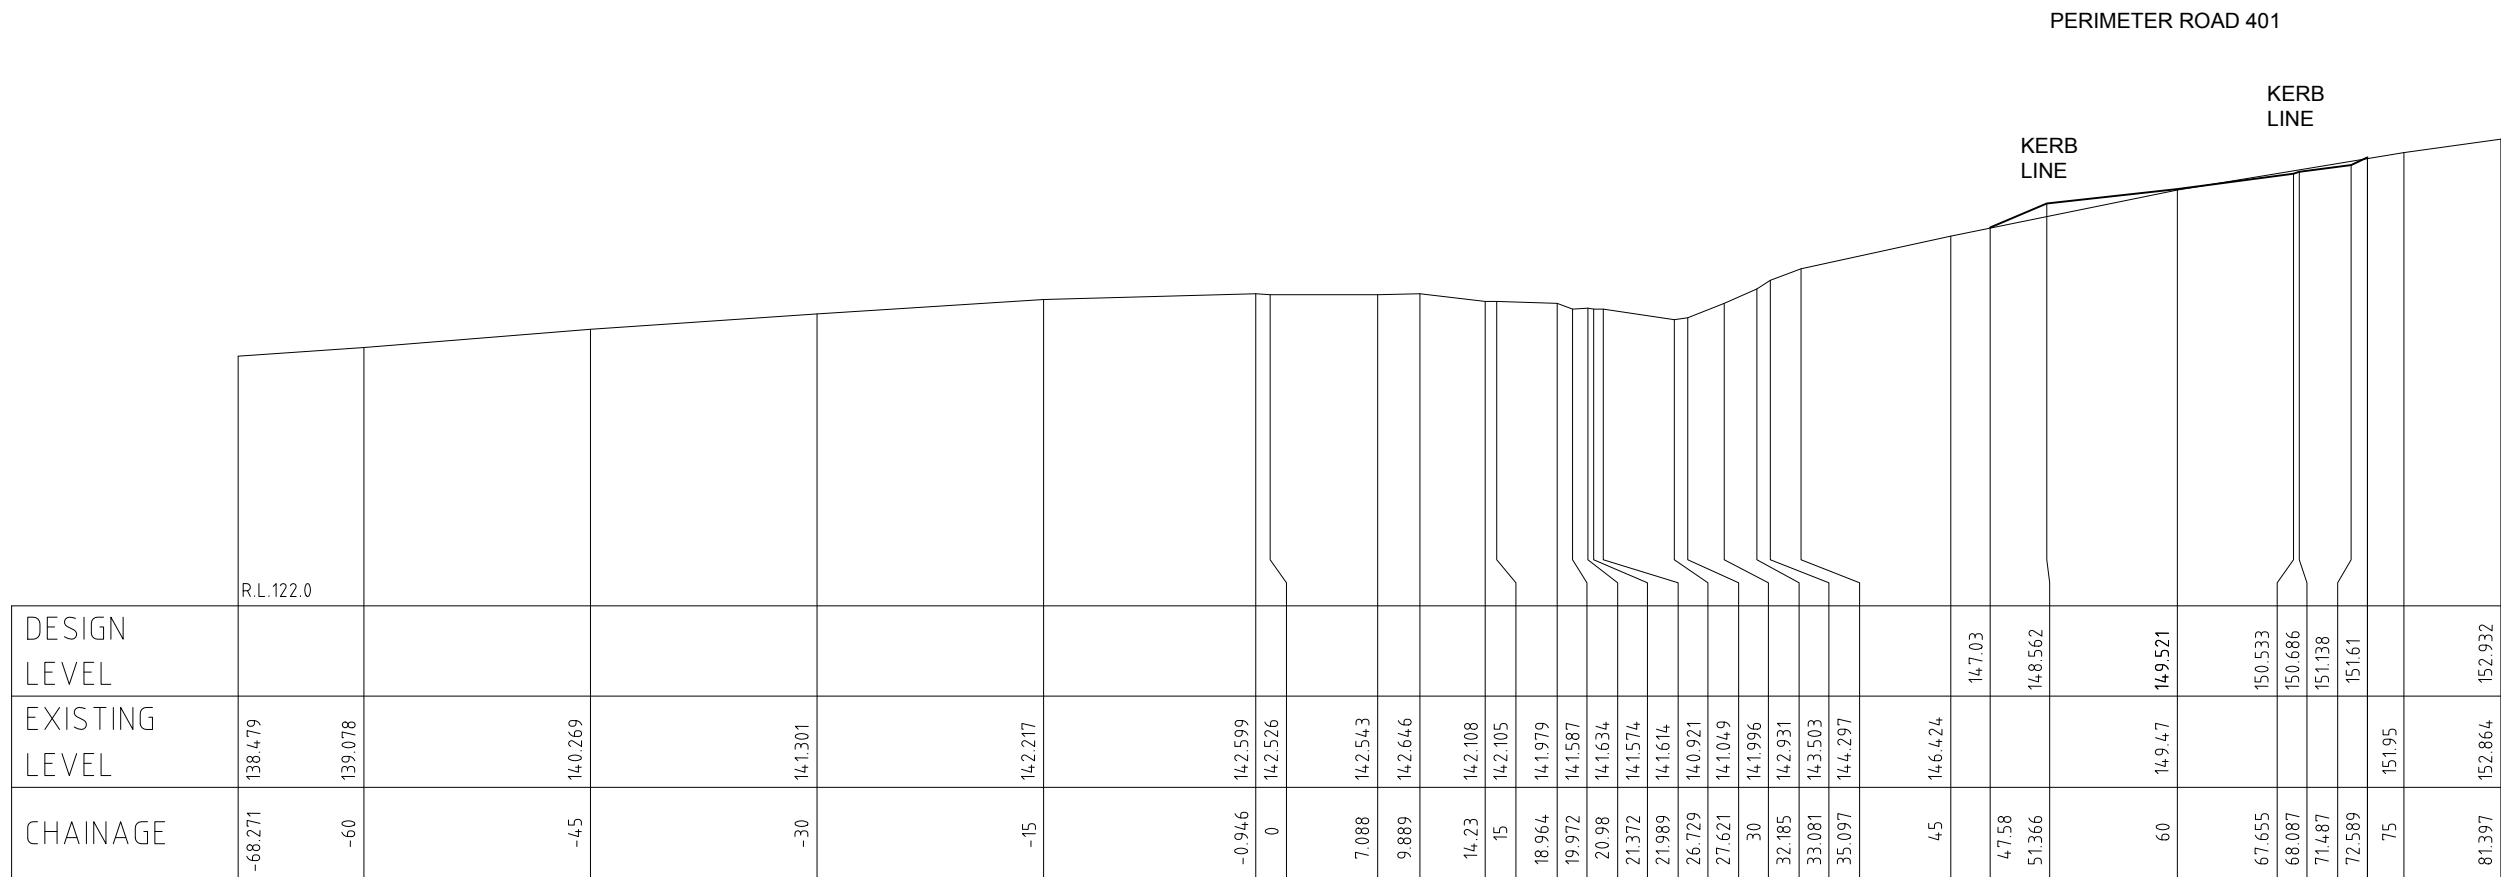 PERIMETER ROAD 401
KERB
LINE
KERB
LINE
R.L.122.0
DESIGN
LEVEL
147.03 148.562 149.521 150.533 150.686 151.138 151.61 152.932
EXISTING
LEVEL
138.479 139.078 140.269 141.301 142.217 142.599 142.526 142.543 142.646 142.108 142.105 141.979 141.587 141.634 141.574 141.614 140.921 141.049 141.996 142.931 143.503 144.297 146.424 149.47 151.95 152.864
CHAINAGE
-68.271 -60 -45 -30 -15 -0.946 0 7.088 9.889 14.23 15 18.964 19.972 20.98 21.372 21.989 26.729 27.621 30 32.185 33.081 35.097 45 47.58 51.366 60 67.655 68.087 71.487 72.589 75 81.397